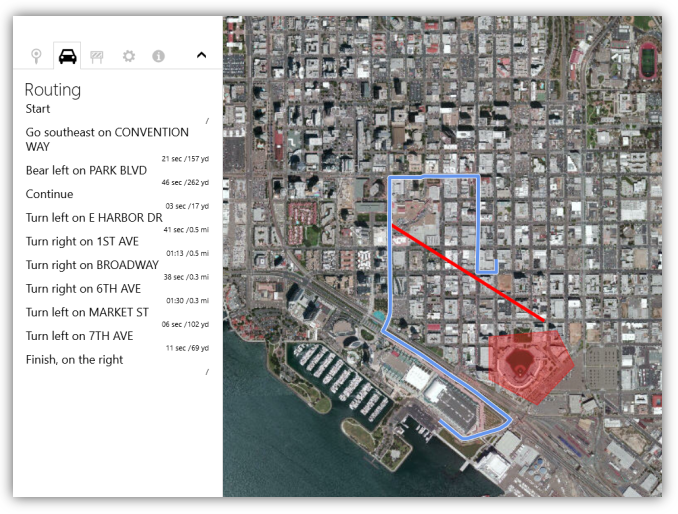 Routing
Start
/
Go southeast on CONVENTION
WAY
21 sec /157 yd
Bear left on PARK BLVD
46 sec /262 yd
Continue
03 sec /17 yd
Turn left on E HARBOR DR
41 sec /0.5 mi
Turn right on 1ST AVE
01:13 /0.5 mi
Turn right on BROADWAY
38 sec /0.3 mi
Turn right on 6TH AVE
01:30 /0.3 mi
Turn left on MARKET ST
06 sec /102 yd
Turn left on 7TH AVE
11 sec /69 yd
Finish, on the right
/